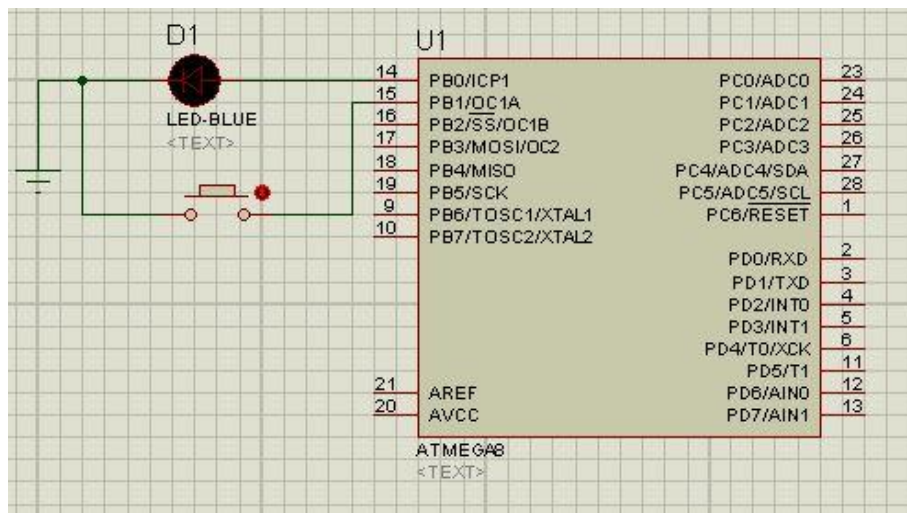 D1
LED-BLUE
<TEXT>
U1
14 PB0/ICP1
15 PB1/OC1A
16 PB2/SS/OC1B
17 PB3/MOSI/OC2
18 PB4/MISO
19 PB5/SCK
9 PB6/TOSC1/XTAL1
10 PB7/TOSC2/XTAL2
21 AREF
20 AVCC
PC0/ADC0 23
PC1/ADC1 24
PC2/ADC2 25
PC3/ADC3 26
PC4/ADC4/SDA 27
PC5/ADC5/SCL 28
PC6/RESET 1
PD0/RXD 2
PD1/TXD 3
PD2/INT0 4
PD3/INT1 5
PD4/T0/XCK 6
PD5/T1 11
PD6/AIN0 12
PD7/AIN1 13
ATMEGA8
<TEXT>